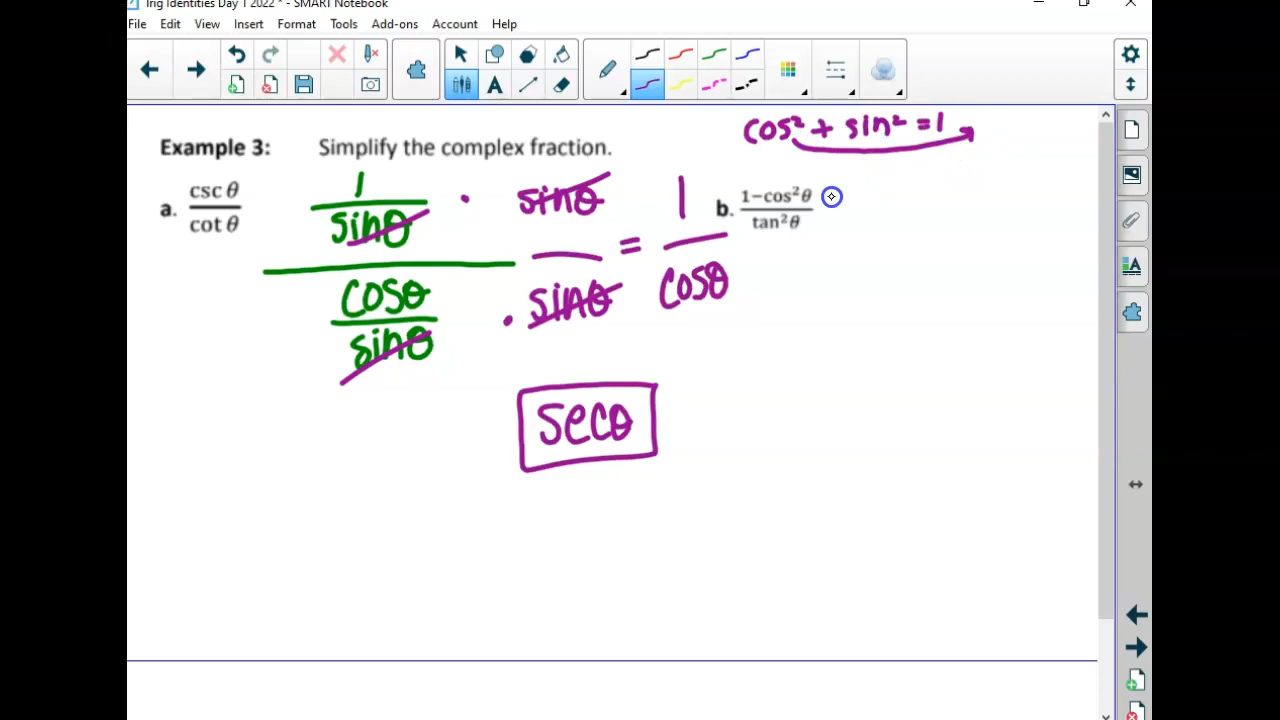 Trig Identities Day 1 2022 * - SMART Notebook
File Edit View Insert Format Tools Add-ons Account Help
cos² + sin² = 1
Example 3: Simplify the complex fraction.
a. csc θ / cot θ
1 / sinθ · sinθ
cosθ / sinθ · sinθ
= 1 / cosθ
b. 1−cos²θ / tan²θ
secθ